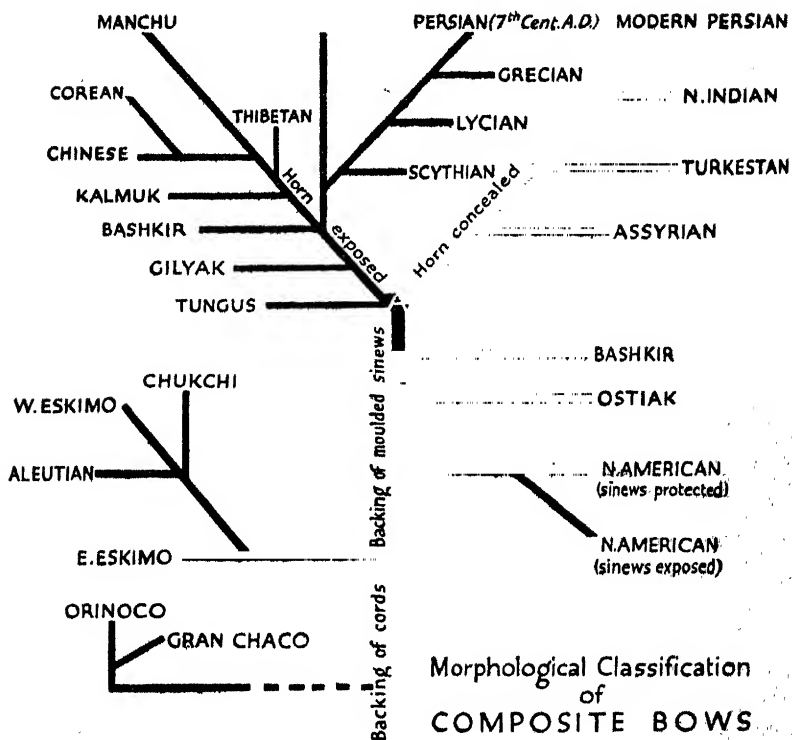 MANCHU
PERSIAN (7th Cent. A.D.)
MODERN PERSIAN
GRECIAN
COREAN
N. INDIAN
THIBETAN
LYCIAN
CHINESE
SCYTHIAN
TURKESTAN
KALMUK
Horn exposed
Horn concealed
BASHKIR
ASSYRIAN
GILYAK
TUNGUS
Backing of moulded sinews
BASHKIR
CHUKCHI
OSTIAK
W. ESKIMO
ALEUTIAN
N. AMERICAN
(sinews protected)
N. AMERICAN
(sinews exposed)
E. ESKIMO
Backing of cords
ORINOCO
GRAN CHACO
Morphological Classification
of
COMPOSITE BOWS